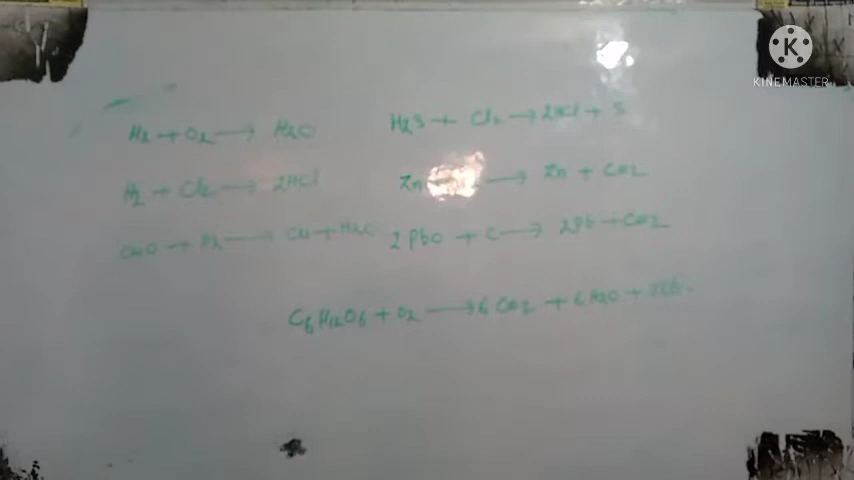 KINEMASTER
H2 + O2 → H2O
H2S + Cl2 → 2HCl + S
H2 + Cl2 → 2HCl
Zn → Zn + CO2
CuO + H2 → Cu + H2O
2PbO + C → 2Pb + CO2
C6H12O6 + O2 → 6CO2 + 6H2O +